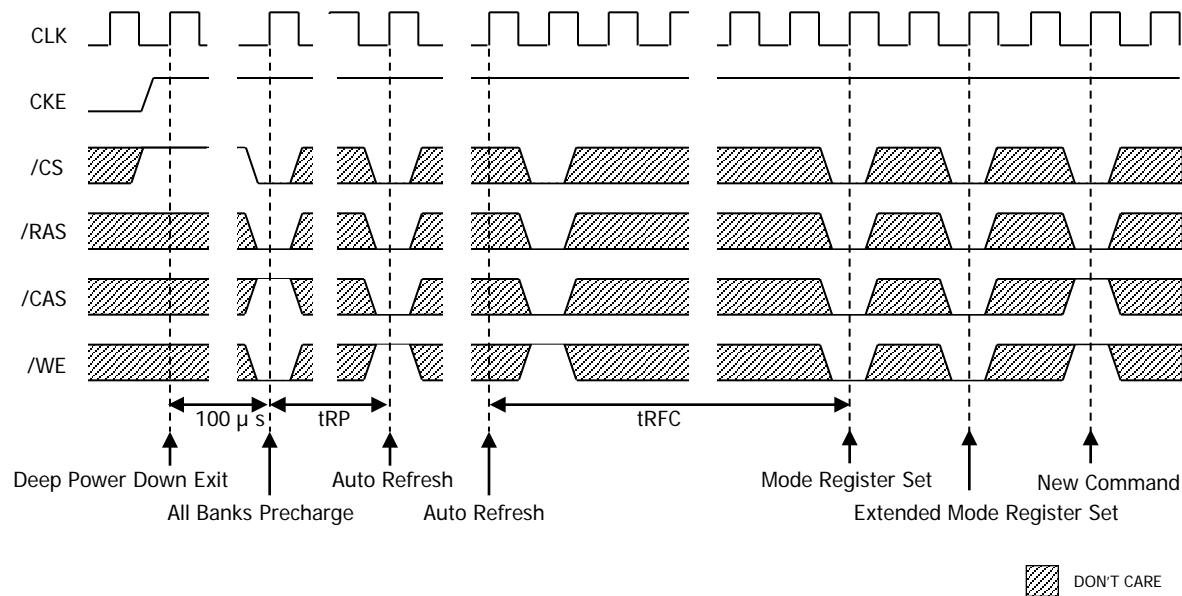 CLK
CKE
/CS
/RAS
/CAS
/WE
100 μ s
tRP
tRFC
Deep Power Down Exit
Auto Refresh
Mode Register Set
New Command
All Banks Precharge
Auto Refresh
Extended Mode Register Set
DON'T CARE